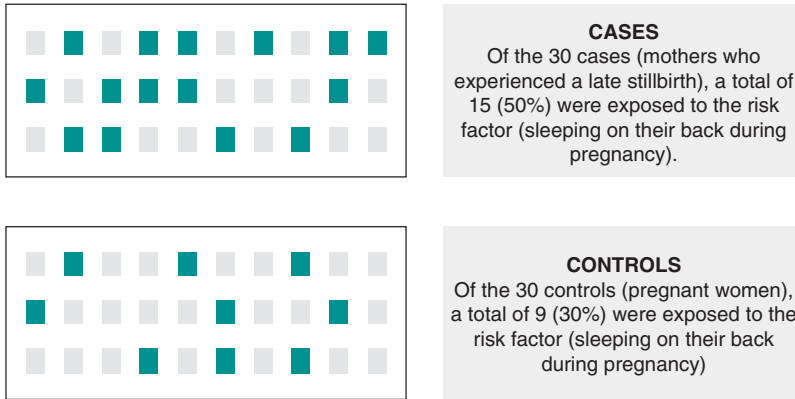 CASES
Of the 30 cases (mothers who
experienced a late stillbirth), a total of
15 (50%) were exposed to the risk
factor (sleeping on their back during
pregnancy).
CONTROLS
Of the 30 controls (pregnant women),
a total of 9 (30%) were exposed to the
risk factor (sleeping on their back
during pregnancy)